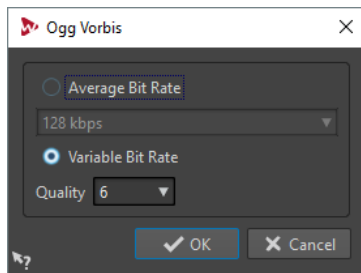 Ogg Vorbis
Average Bit Rate
128 kbps
Variable Bit Rate
Quality 6
OK Cancel
?